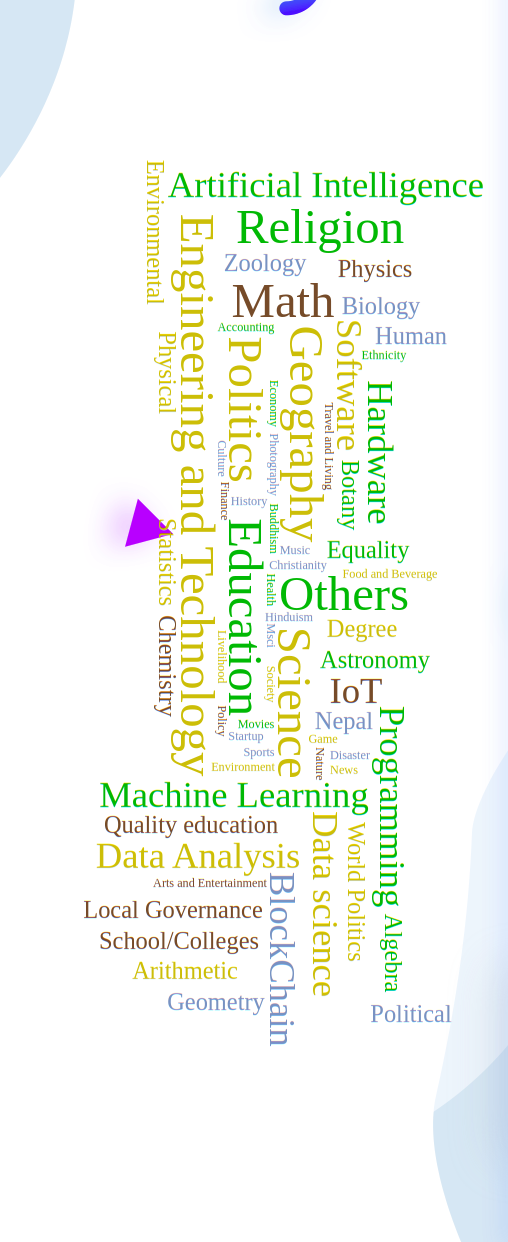 Environmental
Artificial Intelligence
Religion
Engineering and Technology
Zoology
Physics
Math
Biology
Accounting
Human
Software
Ethnicity
Physical
Politics
Geography
Economy
Hardware
Travel and Living
Photography
Culture
Botany
Finance
History
Buddhism
Statistics
Education
Music
Equality
Christianity
Food and Beverage
Health
Others
Hinduism
Chemistry
Msci
Science
Degree
Livelihood
Astronomy
Society
IoT
Policy
Programming
Nepal
Movies
Startup
Game
Sports
Nature
Disaster
Environment
News
Machine Learning
Quality education
Data science
World Politics
Data Analysis
BlockChain
Arts and Entertainment
Local Governance
Algebra
School/Colleges
Arithmetic
Geometry
Political